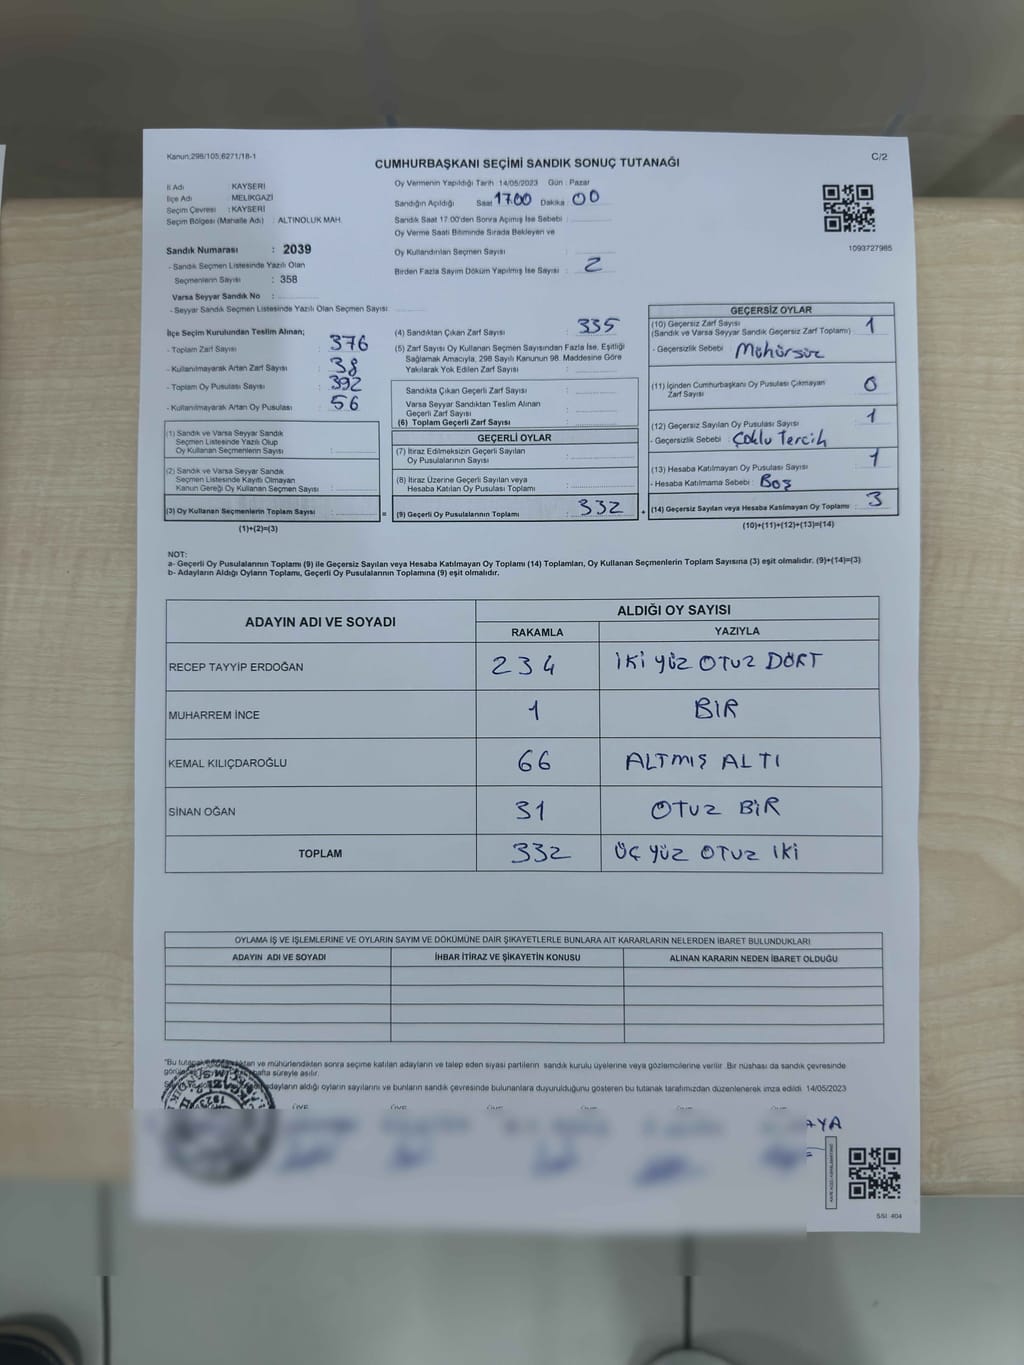 Kanun:298/105;6271/18-1
C/2
CUMHURBAŞKANI SEÇİMİ SANDIK SONUÇ TUTANAĞI
İl Adı : KAYSERİ
İlçe Adı : MELİKGAZİ
Seçim Çevresi : KAYSERİ
Seçim Bölgesi (Mahalle Adı) : ALTINOLUK MAH.
Sandık Numarası : 2039
- Sandık Seçmen Listesinde Yazılı Olan
Seçmenlerin Sayısı : 358
Varsa Seyyar Sandık No :
- Seyyar Sandık Seçmen Listesinde Yazılı Olan Seçmen Sayısı :
Oy Vermenin Yapıldığı Tarih 14/05/2023 Gün : Pazar
Sandığın Açıldığı Saat 17.00 Dakika : 00
Sandık Saat 17.00'den Sonra Açımış İse Sebebi :
Oy Verme Saati Bitiminde Sırada Bekleyen ve
Oy Kullandırılan Seçmen Sayısı :
Birden Fazla Sayım Döküm Yapılmış İse Sayısı : 2
1093727985
İlçe Seçim Kurulundan Teslim Alınan;
- Toplam Zarf Sayısı : 376
- Kullanılmayarak Artan Zarf Sayısı : 38
- Toplam Oy Pusulası Sayısı : 392
- Kullanılmayarak Artan Oy Pusulası : 56
(1) Sandık ve Varsa Seyyar Sandık
Seçmen Listesinde Yazılı Olup
Oy Kullanan Seçmenlerin Sayısı :
(2) Sandık ve Varsa Seyyar Sandık
Seçmen Listesinde Kayıtlı Olmayan
Kanun Gereği Oy Kullanan Seçmen Sayısı :
(3) Oy Kullanan Seçmenlerin Toplam Sayısı :
(1)+(2)=(3)
(4) Sandıktan Çıkan Zarf Sayısı : 335
(5) Zarf Sayısı Oy Kullanan Seçmen Sayısından Fazla İse, Eşitliği
Sağlamak Amacıyla, 298 Sayılı Kanunun 98. Maddesine Göre
Yakılarak Yok Edilen Zarf Sayısı :
Sandıkta Çıkan Geçerli Zarf Sayısı :
Varsa Seyyar Sandıktan Teslim Alınan
Geçerli Zarf Sayısı :
(6) Toplam Geçerli Zarf Sayısı :
GEÇERLİ OYLAR
(7) İtiraz Edilmeksizin Geçerli Sayılan
Oy Pusulalarının Sayısı :
(8) İtiraz Üzerine Geçerli Sayılan veya
Hesaba Katılan Oy Pusulası Toplamı :
= (9) Geçerli Oy Pusulalarının Toplamı : 332
GEÇERSİZ OYLAR
(10) Geçersiz Zarf Sayısı
(Sandık ve Varsa Seyyar Sandık Geçersiz Zarf Toplamı) : 1
- Geçersizlik Sebebi : Mühürsüz
(11) İçinden Cumhurbaşkanı Oy Pusulası Çıkmayan
Zarf Sayısı : 0
(12) Geçersiz Sayılan Oy Pusulası Sayısı : 1
- Geçersizlik Sebebi : Çoklu Tercih
(13) Hesaba Katılmayan Oy Pusulası Sayısı : 1
- Hesaba Katılmama Sebebi : Boş
+ (14) Geçersiz Sayılan veya Hesaba Katılmayan Oy Toplamı : 3
(10)+(11)+(12)+(13)=(14)
NOT:
a- Geçerli Oy Pusulalarının Toplamı (9) ile Geçersiz Sayılan veya Hesaba Katılmayan Oy Toplamı (14) Toplamları, Oy Kullanan Seçmenlerin Toplam Sayısına (3) eşit olmalıdır. (9)+(14)=(3)
b- Adayların Aldığı Oyların Toplamı, Geçerli Oy Pusulalarının Toplamına (9) eşit olmalıdır.
ADAYIN ADI VE SOYADI
ALDIĞI OY SAYISI
RAKAMLA YAZIYLA
RECEP TAYYİP ERDOĞAN 234 İKİ YÜZ OTUZ DÖRT
MUHARREM İNCE 1 BİR
KEMAL KILIÇDAROĞLU 66 ALTMIŞ ALTI
SİNAN OĞAN 31 OTUZ BİR
TOPLAM 332 ÜÇ YÜZ OTUZ İKİ
OYLAMA İŞ VE İŞLEMLERİNE VE OYLARIN SAYIM VE DÖKÜMÜNE DAİR ŞİKAYETLERLE BUNLARA AİT KARARLARIN NELERDEN İBARET BULUNDUKLARI
ADAYIN ADI VE SOYADI İHBAR İTİRAZ VE ŞİKAYETİN KONUSU ALINAN KARARIN NEDEN İBARET OLDUĞU
"Bu ve mühürlendikten sonra seçime katılan adayların ve talep eden siyasi partilerin sandık kurulu üyelerine veya gözlemcilerine verilir. Bir nüshası da sandık çevresinde
hafta süreyle asılır.
adayların aldığı oyların sayılarını ve bunların sandık çevresinde bulunanlara duyurulduğunu gösteren bu tutanak tarafımızdan düzenlenerek imza edildi. 14/05/2023
ÜYE ÜYE
SSİ 404